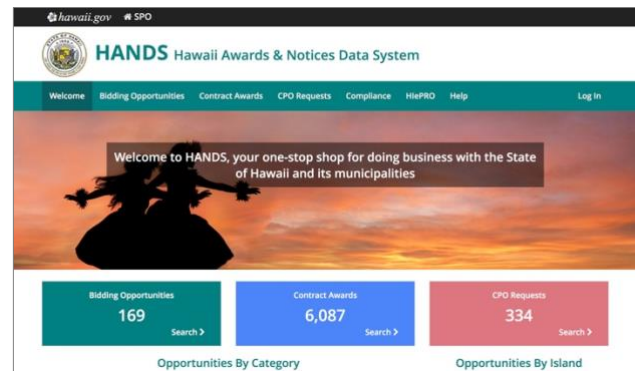 hawaii.gov SPO
HANDS Hawaii Awards & Notices Data System
Welcome Bidding Opportunities Contract Awards CPO Requests Compliance HIePRO Help Log In
Welcome to HANDS, your one-stop shop for doing business with the State
of Hawaii and its municipalities
Bidding Opportunities
169
Search >
Contract Awards
6,087
Search >
CPO Requests
334
Search >
Opportunities By Category
Opportunities By Island